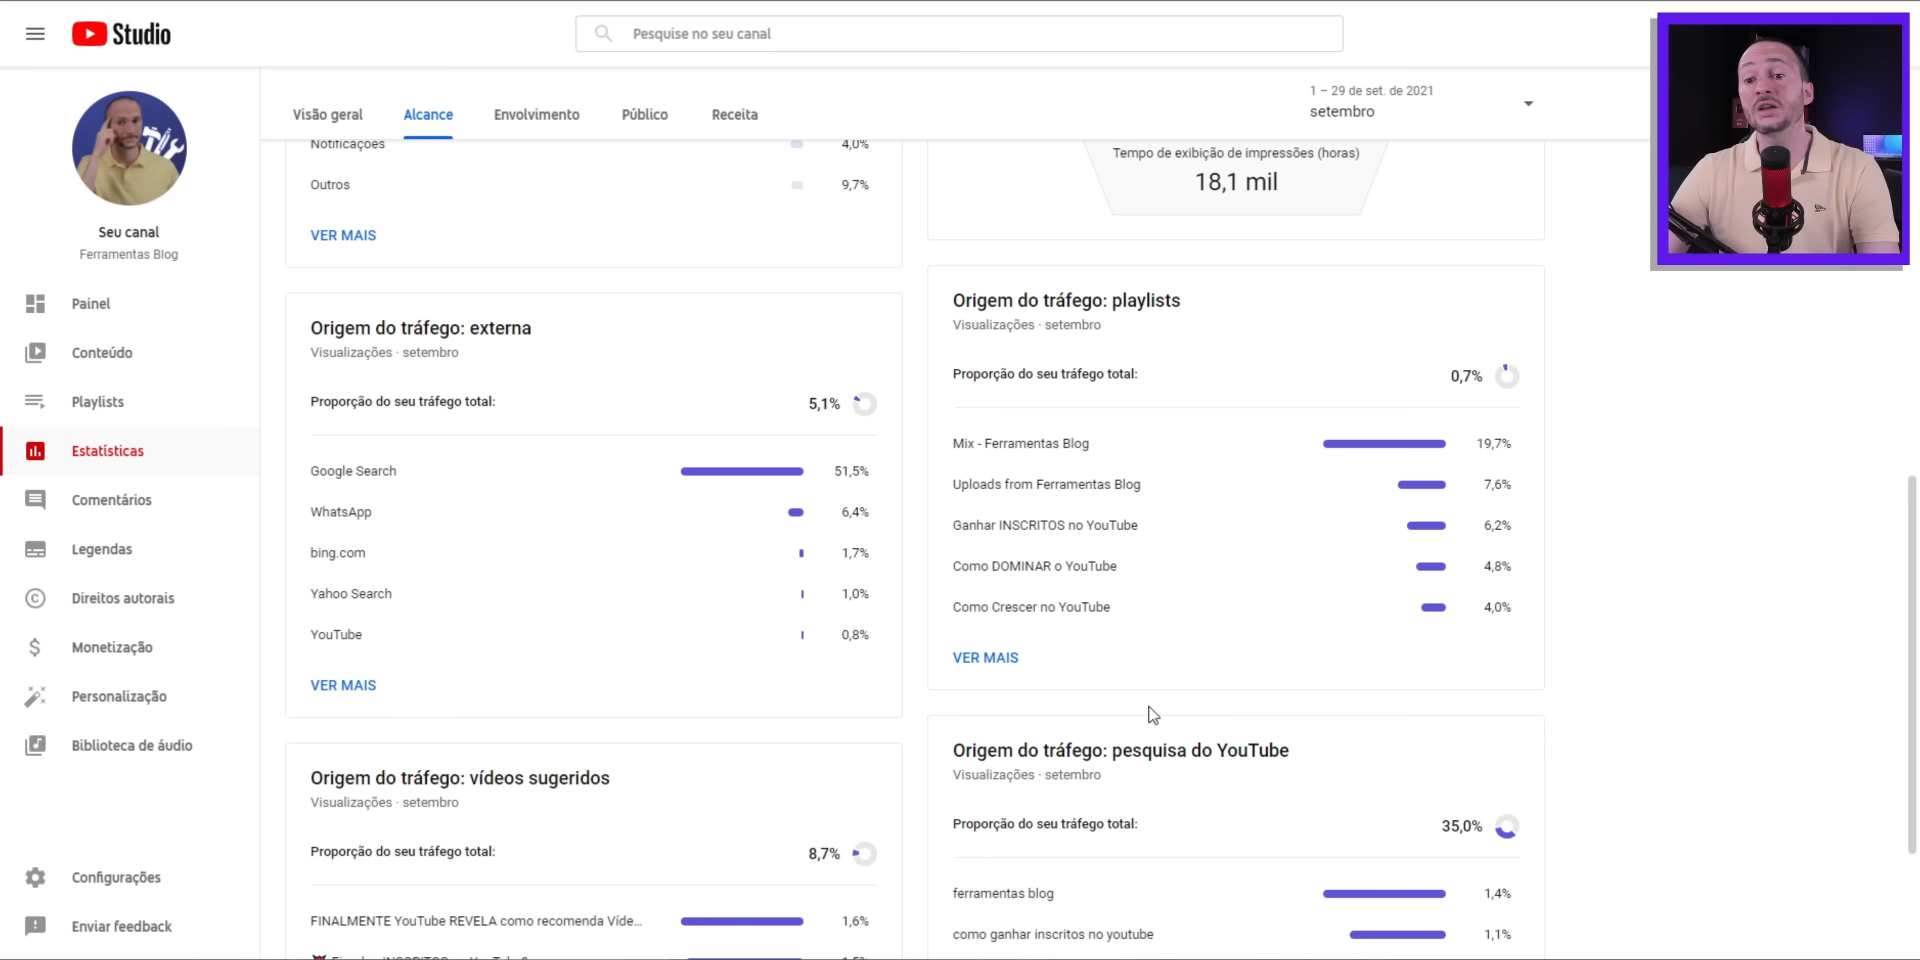 Studio
Pesquise no seu canal
Seu canal
Ferramentas Blog
Painel
Conteúdo
Playlists
Estatísticas
Comentários
Legendas
Direitos autorais
Monetização
Personalização
Biblioteca de áudio
Configurações
Enviar feedback
Visão geral
Alcance
Envolvimento
Público
Receita
1 – 29 de set. de 2021
setembro
Notificações 4,0%
Outros 9,7%
VER MAIS
Origem do tráfego: externa
Visualizações · setembro
Proporção do seu tráfego total: 5,1%
Google Search 51,5%
WhatsApp 6,4%
bing.com 1,7%
Yahoo Search 1,0%
YouTube 0,8%
VER MAIS
Origem do tráfego: vídeos sugeridos
Visualizações · setembro
Proporção do seu tráfego total: 8,7%
FINALMENTE YouTube REVELA como recomenda Víde... 1,6%
Tempo de exibição de impressões (horas)
18,1 mil
Origem do tráfego: playlists
Visualizações · setembro
Proporção do seu tráfego total: 0,7%
Mix - Ferramentas Blog 19,7%
Uploads from Ferramentas Blog 7,6%
Ganhar INSCRITOS no YouTube 6,2%
Como DOMINAR o YouTube 4,8%
Como Crescer no YouTube 4,0%
VER MAIS
Origem do tráfego: pesquisa do YouTube
Visualizações · setembro
Proporção do seu tráfego total: 35,0%
ferramentas blog 1,4%
como ganhar inscritos no youtube 1,1%